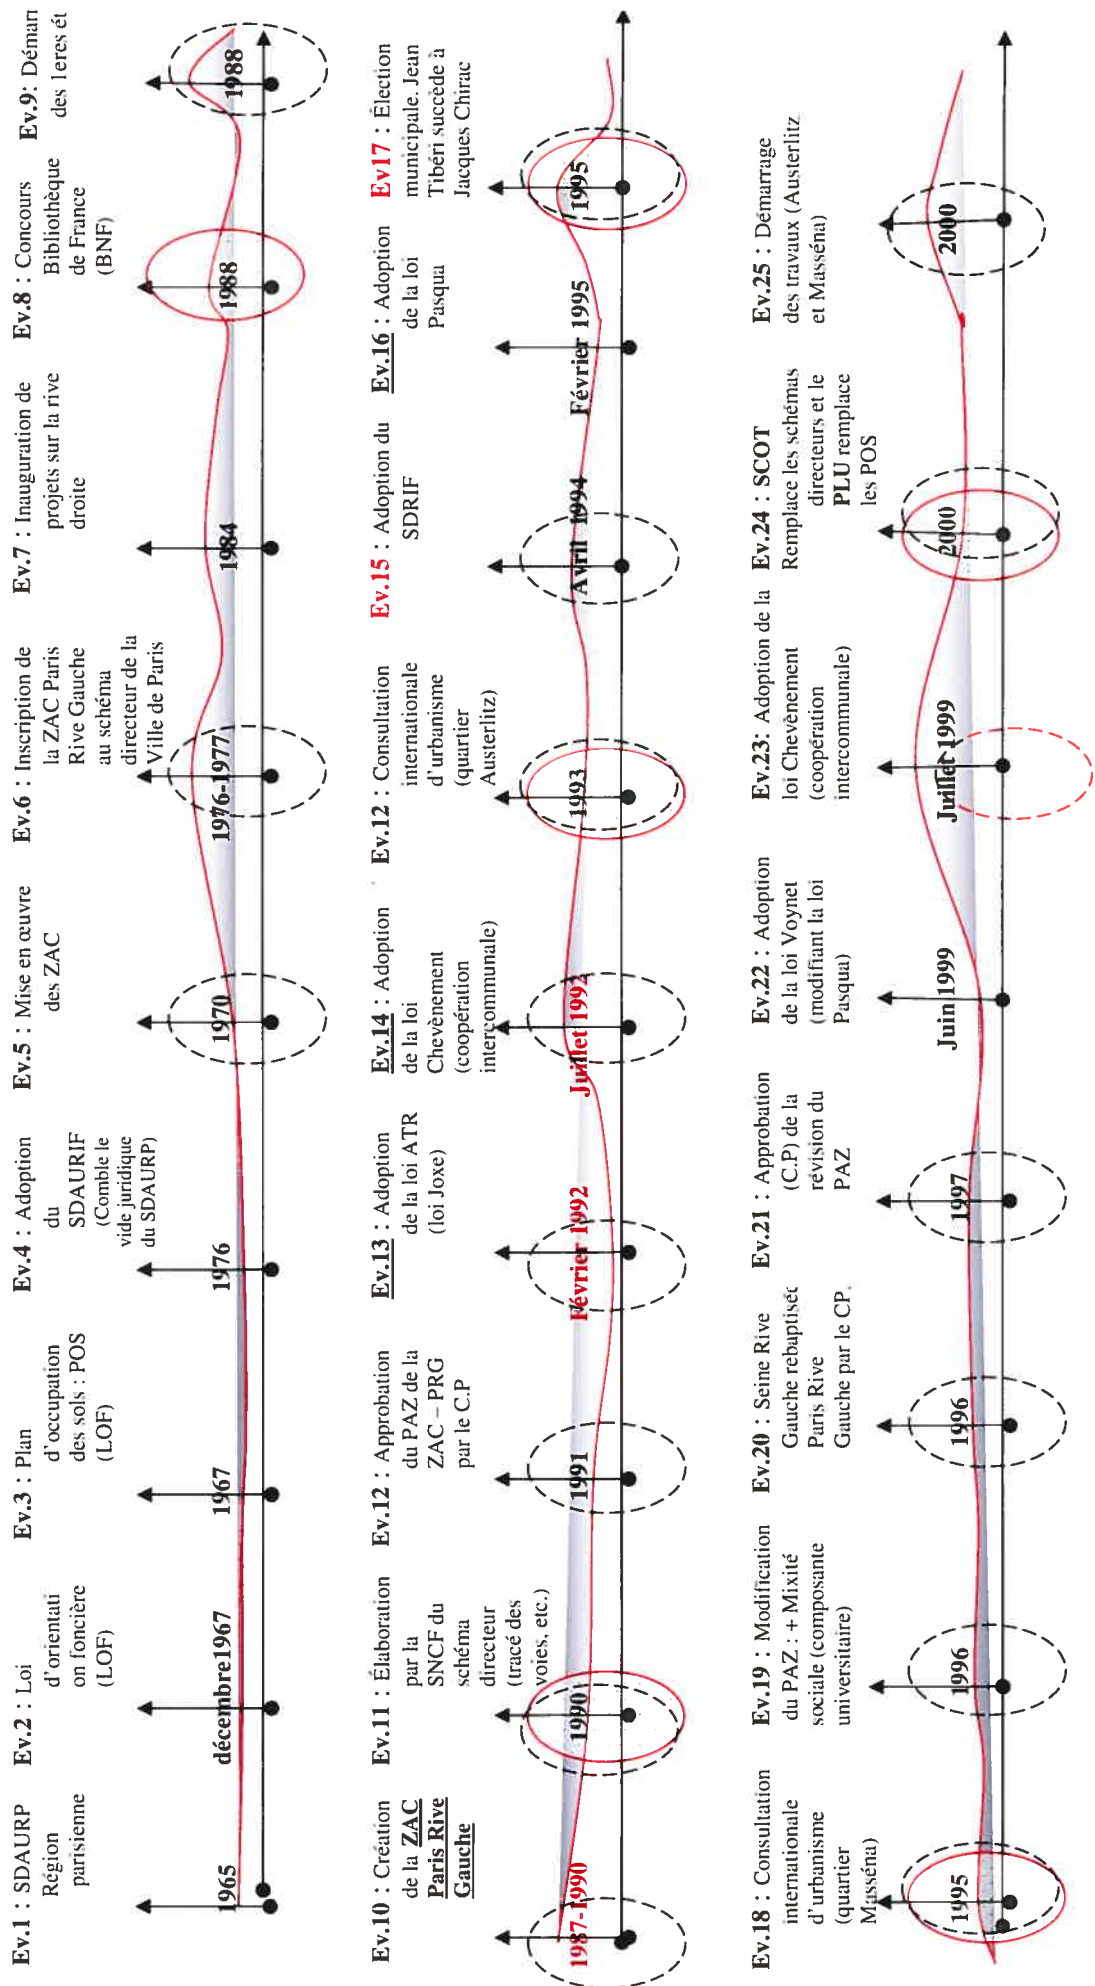 Ev.1 : SDAURP
Région
parisienne
1965
Ev.2 : Loi
d'orientati
on foncière
(LOF)
décembre1967
Ev.3 : Plan
d'occupation
des sols : POS
(LOF)
1967
Ev.4 : Adoption
du
SDAURIF
(Comble le
vide juridique
du SDAURP)
1976
Ev.5 : Mise en œuvre
des ZAC
1970
Ev.6 : Inscription de
la ZAC Paris
Rive Gauche
au schéma
directeur de la
Ville de Paris
1976-1977
Ev.7 : Inauguration de
projets sur la rive
droite
1984
Ev.8 : Concours
Bibliothèque
de France
(BNF)
1988
Ev.9: Déman
des 1eres ét
1988
Ev.10 : Création
de la ZAC
Paris Rive
Gauche
1987-1990
Ev.11 : Élaboration
par la
SNCF du
schéma
directeur
(tracé des
voies, etc.)
1990
Ev.12 : Approbation
du PAZ de la
ZAC – PRG
par le C.P
1991
Ev.13 : Adoption
de la loi ATR
(loi Joxe)
Février 1992
Ev.14 : Adoption
de la loi
Chevènement
(coopération
intercommunale)
Juillet 1992
Ev.12 : Consultation
internationale
d'urbanisme
(quartier
Austerlitz)
1993
Ev.15 : Adoption du
SDRIF
Avril 1994
Ev.16 : Adoption
de la loi
Pasqua
Février 1995
Ev17 : Élection
municipale. Jean
Tibéri succède à
Jacques Chirac
1995
Ev.18 : Consultation
internationale
d'urbanisme
(quartier
Masséna)
1995
Ev.19 : Modification
du PAZ : + Mixité
sociale (composante
universitaire)
1996
Ev.20 : Seine Rive
Gauche rebaptisée
Paris Rive
Gauche par le CP.
1996
Ev.21 : Approbation
(C.P) de la
révision du
PAZ
1997
Ev.22 : Adoption
de la loi Voynet
(modifiant la loi
Pasqua)
Juin 1999
Ev.23: Adoption de la
loi Chevènement
(coopération
intercommunale)
Juillet 1999
Ev.24 : SCOT
Remplace les schémas
directeurs et le
PLU remplace
les POS
2000
Ev.25 : Démarrage
des travaux (Austerlitz
et Masséna)
2000